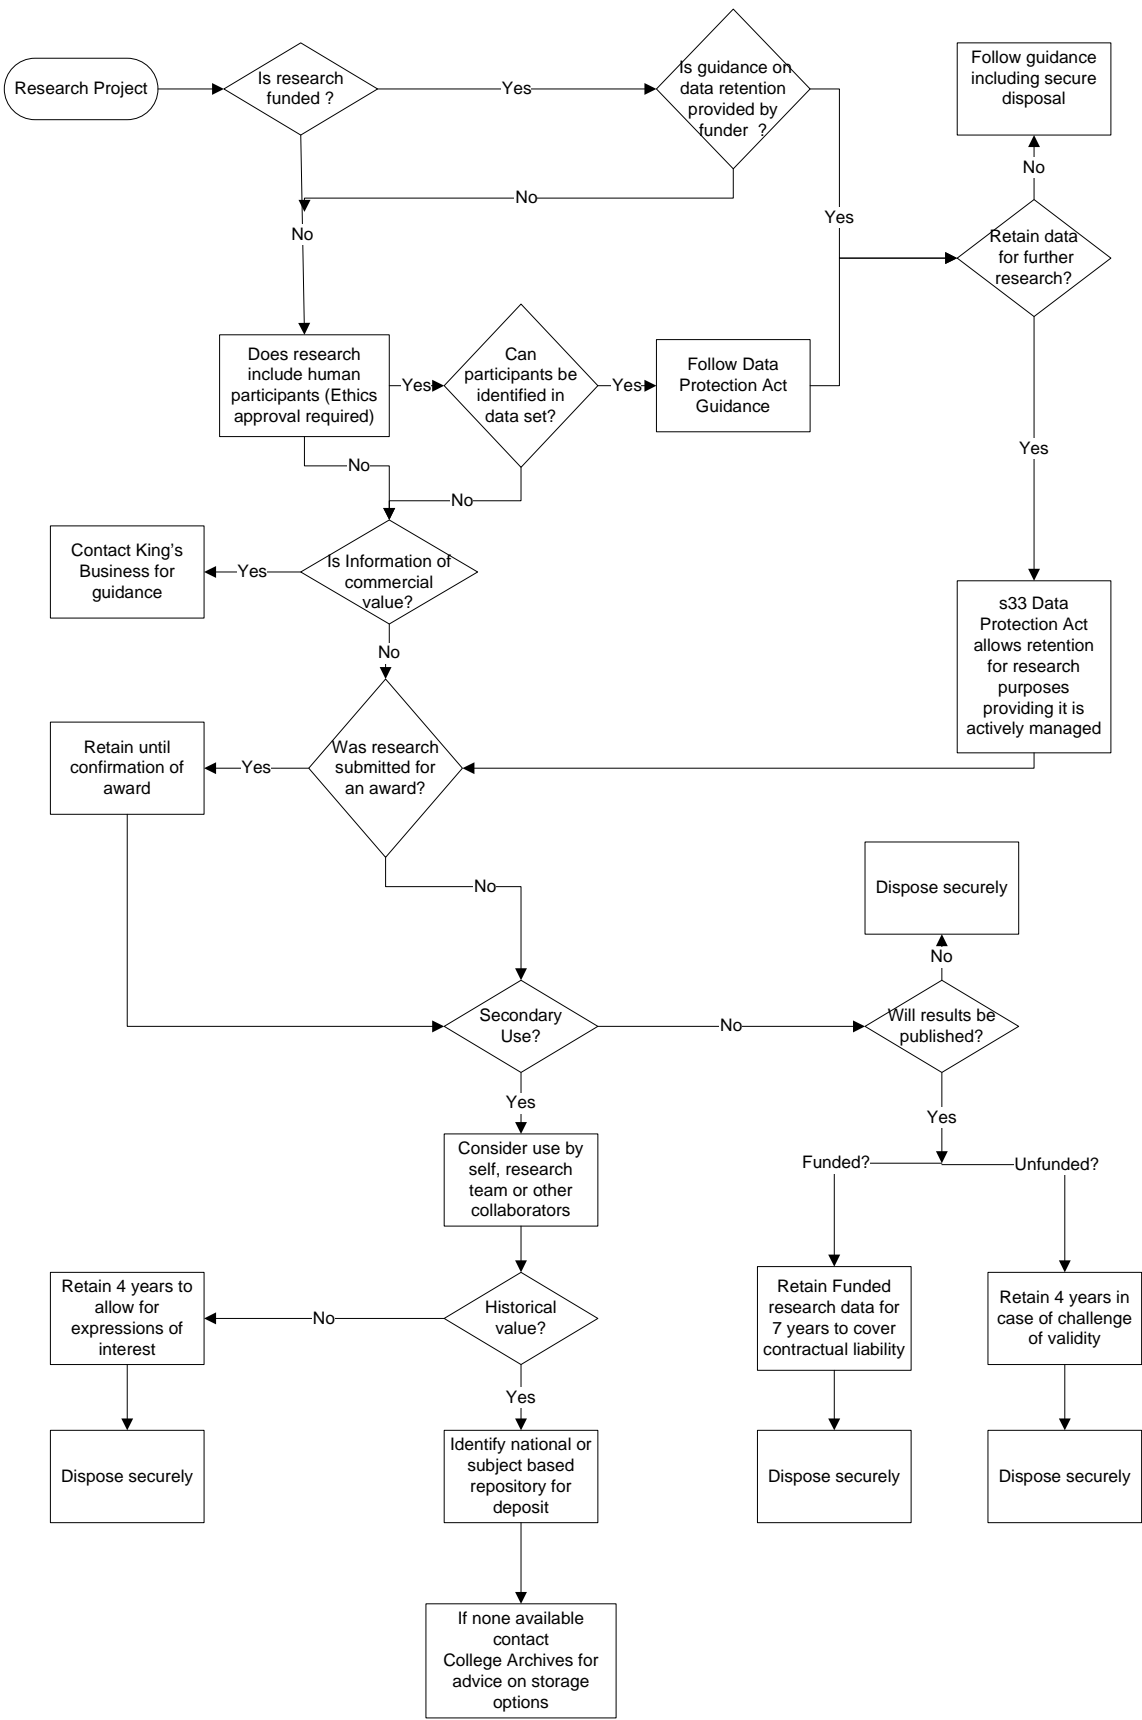 Research Project
Is research
funded ?
Yes
Is guidance on
data retention
provided by
funder ?
Follow guidance
including secure
disposal
No
No
Yes
No
Retain data
for further
research?
Does research
include human
participants (Ethics
approval required)
Yes
Can
participants be
identified in
data set?
Yes
Follow Data
Protection Act
Guidance
Yes
No
No
Contact King's
Business for
guidance
Yes
Is Information of
commercial
value?
No
s33 Data
Protection Act
allows retention
for research
purposes
providing it is
actively managed
Retain until
confirmation of
award
Yes
Was research
submitted for
an award?
No
Dispose securely
No
Secondary
Use?
No
Will results be
published?
Yes
Yes
Consider use by
self, research
team or other
collaborators
Funded?
Unfunded?
Retain 4 years to
allow for
expressions of
interest
No
Historical
value?
Retain Funded
research data for
7 years to cover
contractual liability
Retain 4 years in
case of challenge
of validity
Yes
Dispose securely
Identify national or
subject based
repository for
deposit
Dispose securely
Dispose securely
If none available
contact
College Archives for
advice on storage
options